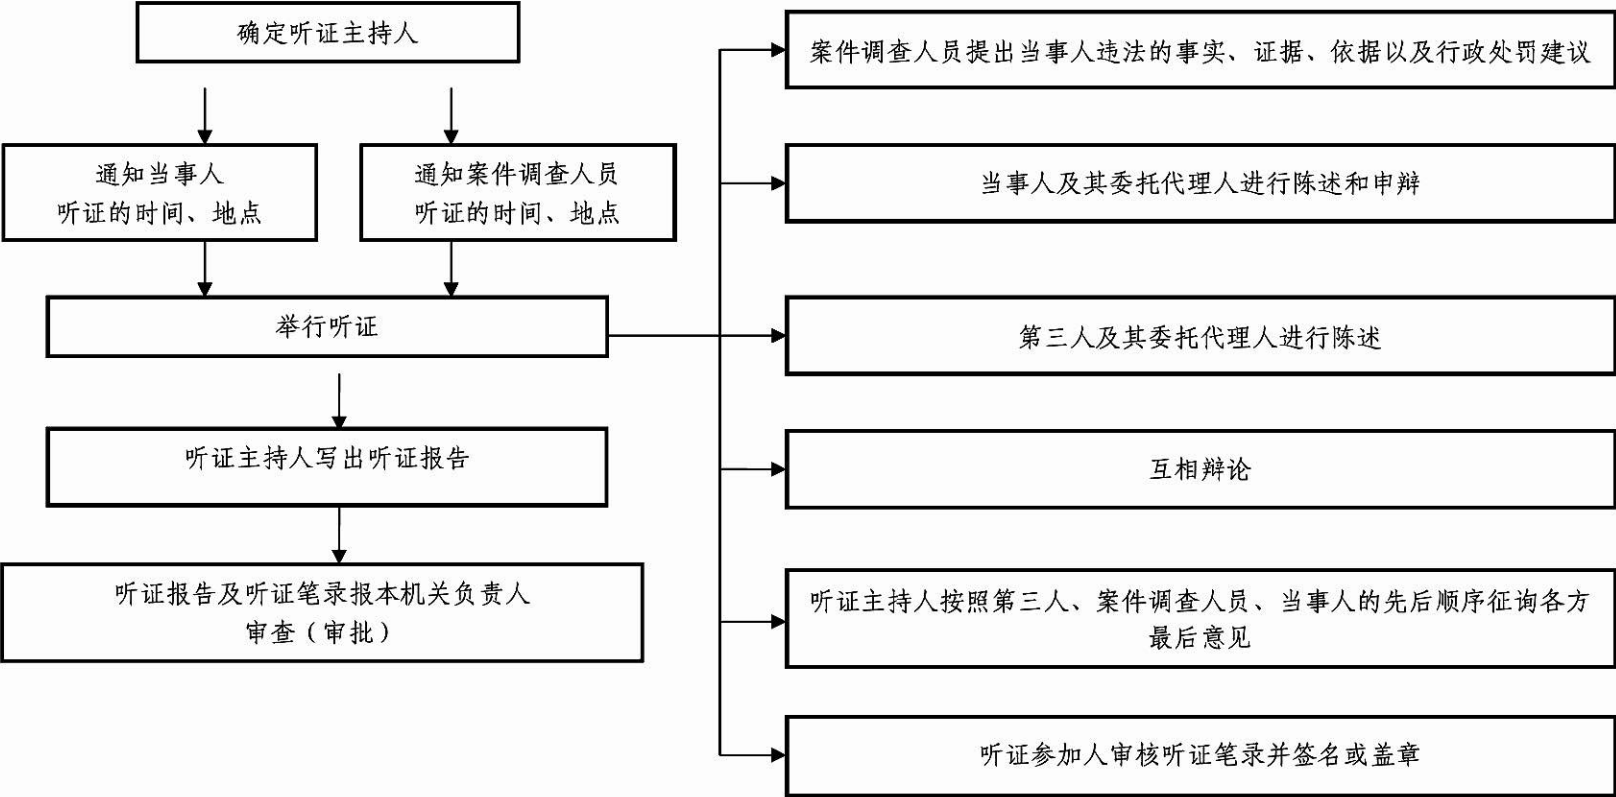 确定听证主持人
通知当事人
听证的时间、地点
通知案件调查人员
听证的时间、地点
举行听证
听证主持人写出听证报告
听证报告及听证笔录报本机关负责人
审查（审批）
案件调查人员提出当事人违法的事实、证据、依据以及行政处罚建议
当事人及其委托代理人进行陈述和申辩
第三人及其委托代理人进行陈述
互相辩论
听证主持人按照第三人、案件调查人员、当事人的先后顺序征询各方
最后意见
听证参加人审核听证笔录并签名或盖章